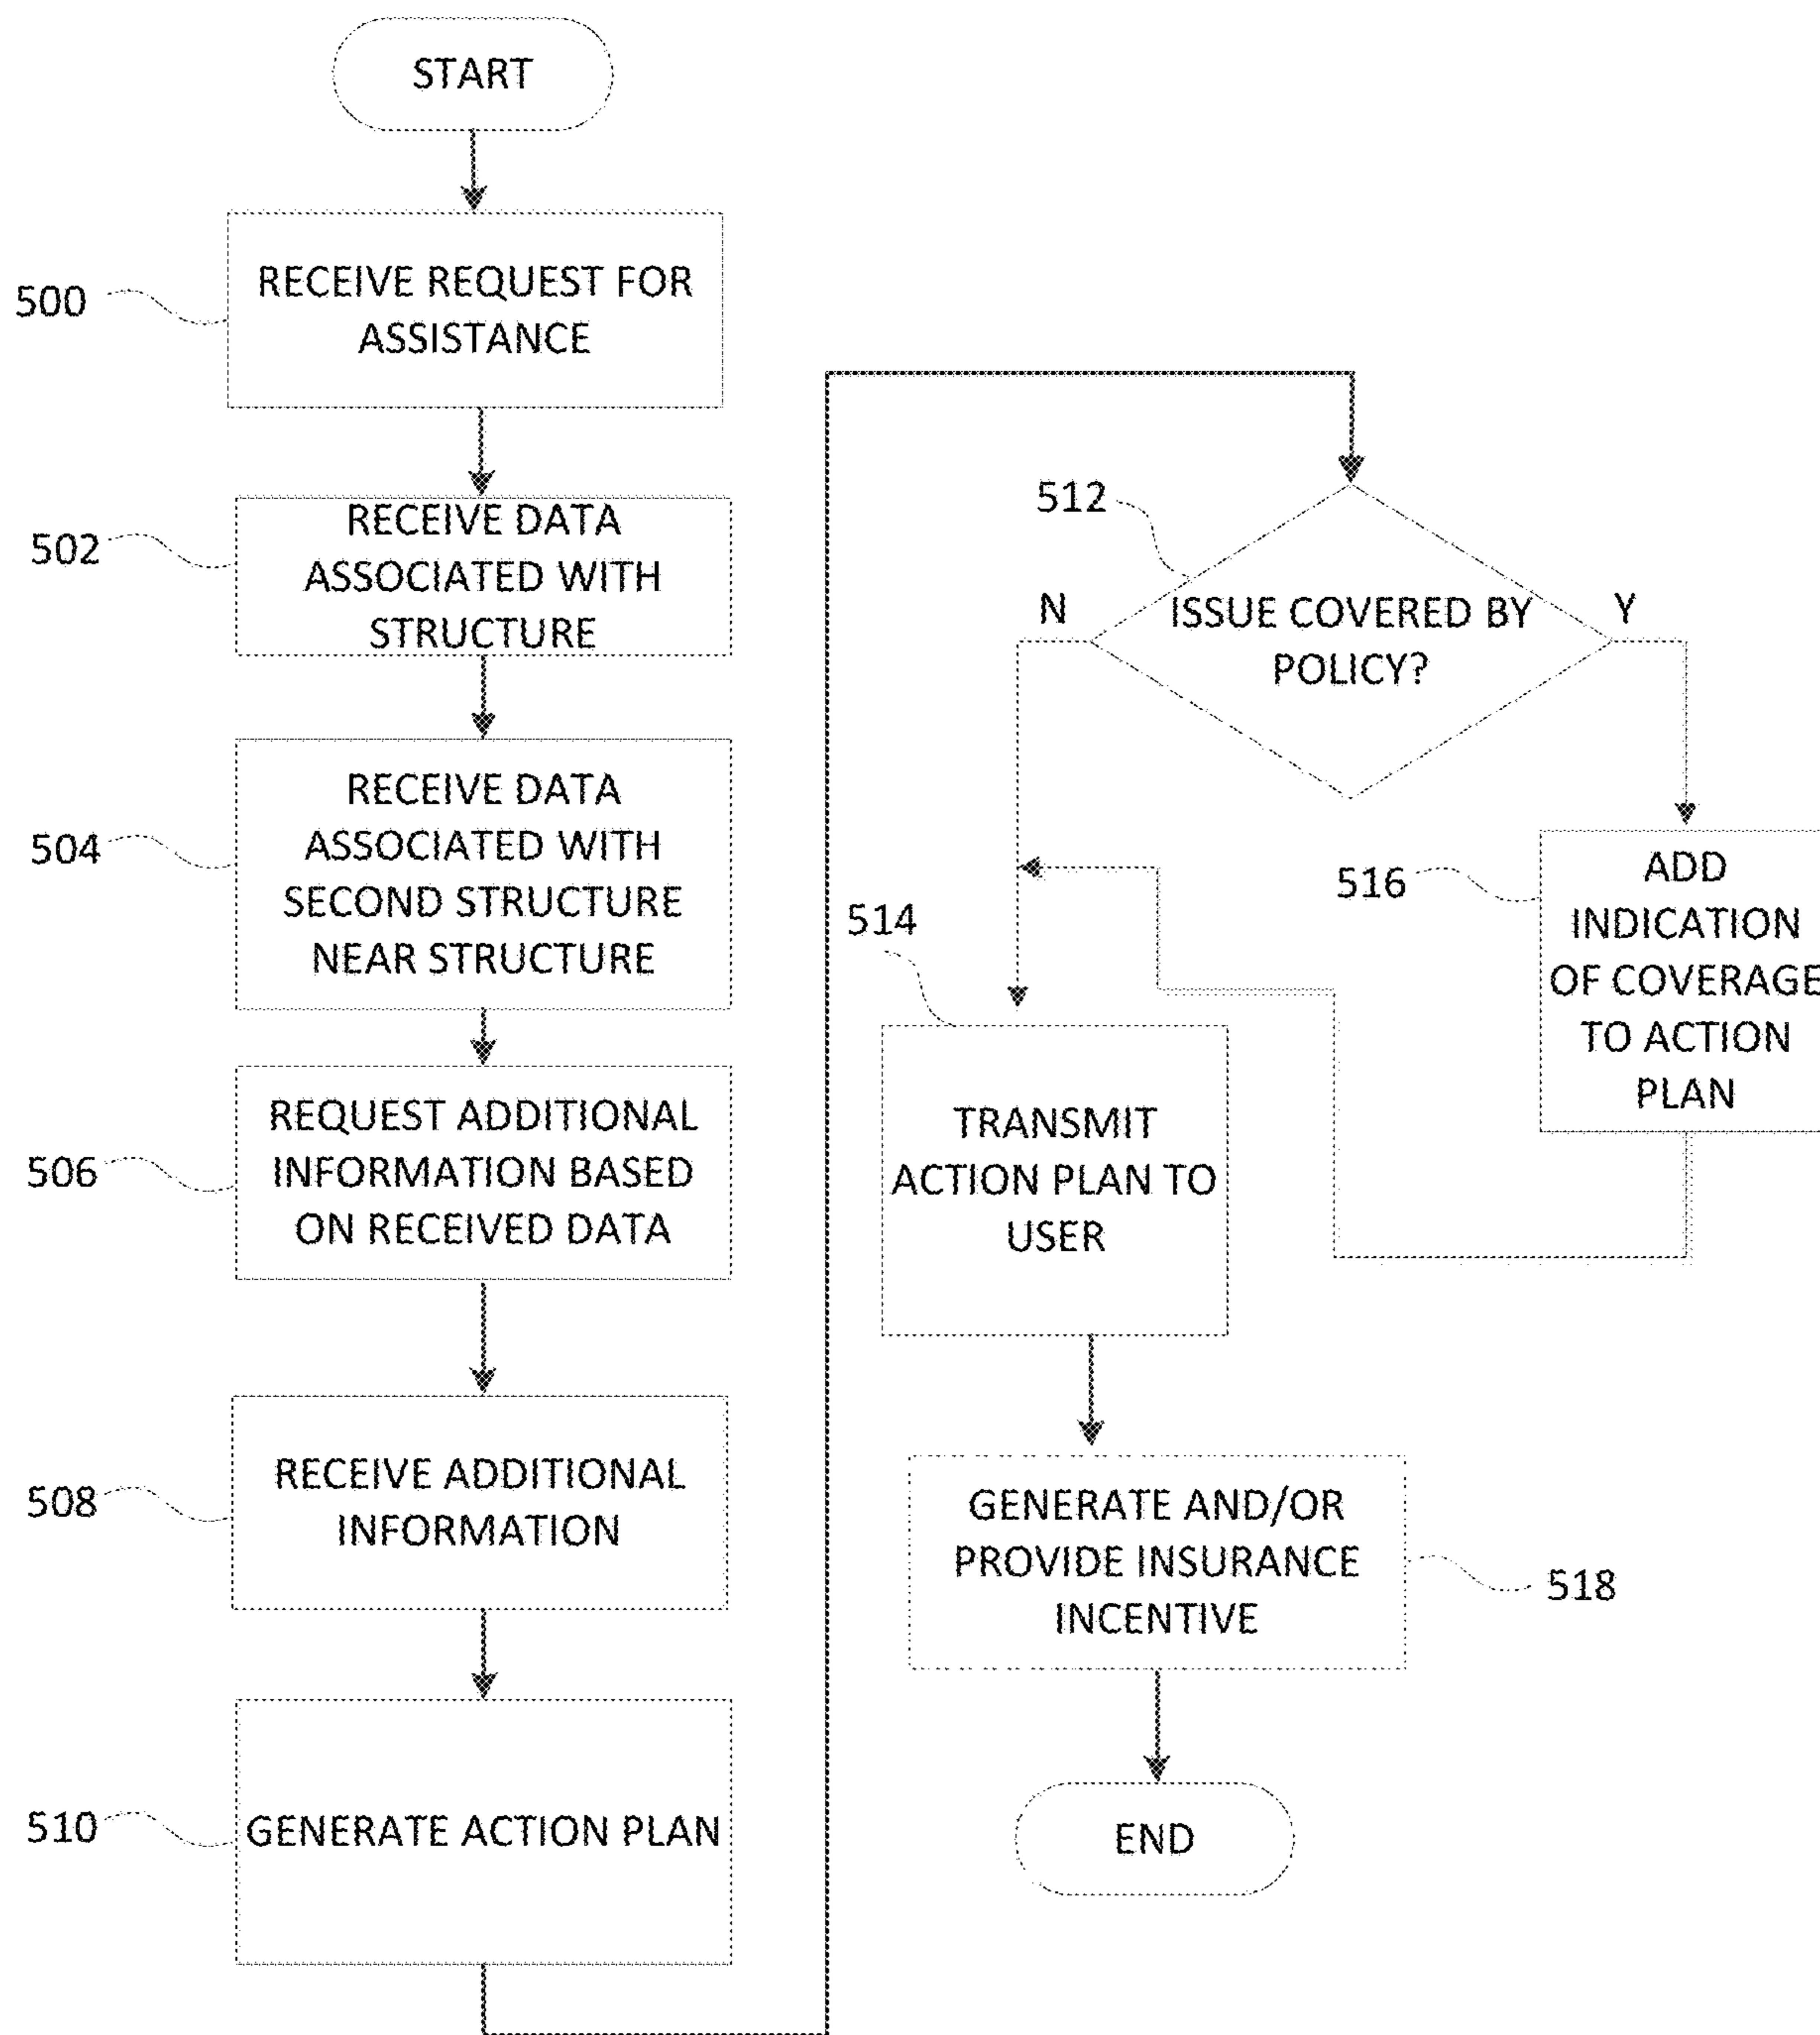 START
500
RECEIVE REQUEST FOR
ASSISTANCE
502
RECEIVE DATA
ASSOCIATED WITH
STRUCTURE
504
RECEIVE DATA
ASSOCIATED WITH
SECOND STRUCTURE
NEAR STRUCTURE
506
REQUEST ADDITIONAL
INFORMATION BASED
ON RECEIVED DATA
508
RECEIVE ADDITIONAL
INFORMATION
510
GENERATE ACTION PLAN
512
N
ISSUE COVERED BY
POLICY?
Y
516
ADD
INDICATION
OF COVERAGE
TO ACTION
PLAN
514
TRANSMIT
ACTION PLAN TO
USER
GENERATE AND/OR
PROVIDE INSURANCE
INCENTIVE
518
END